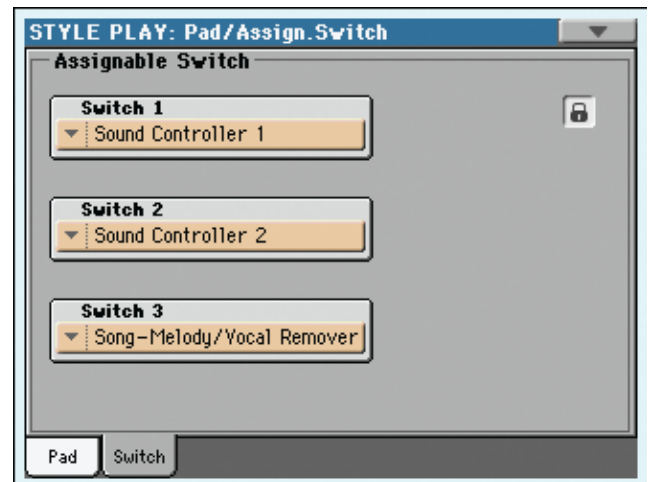 STYLE PLAY: Pad/Assign.Switch
Assignable Switch
Switch 1
Sound Controller 1
Switch 2
Sound Controller 2
Switch 3
Song-Melody/Vocal Remover
Pad
Switch